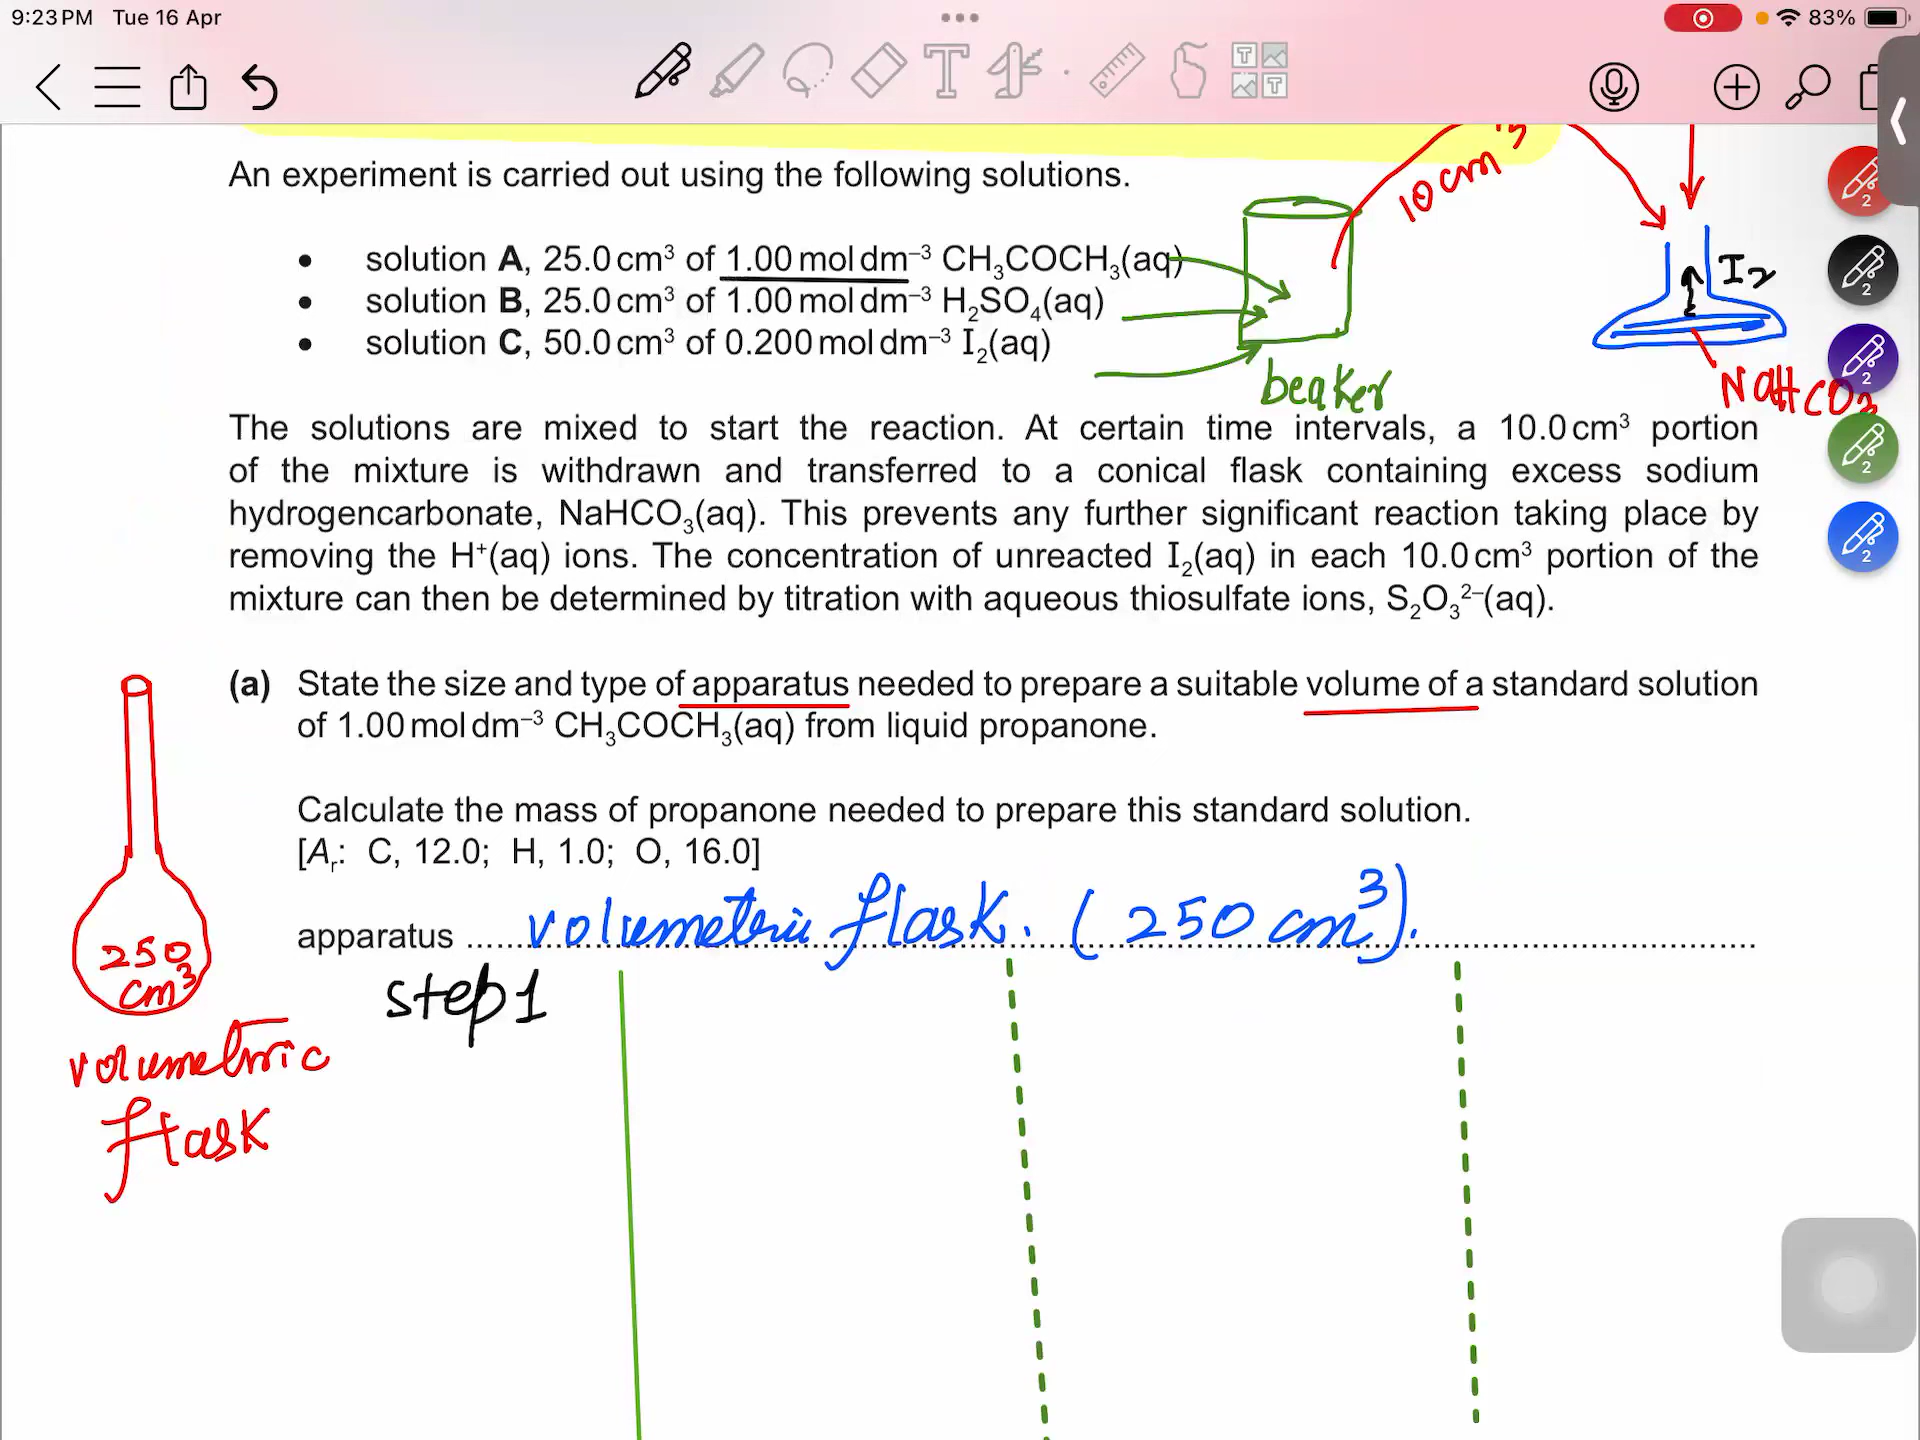 9:23 PM Tue 16 Apr
83%
An experiment is carried out using the following solutions.
10 cm³
• solution A, 25.0 cm³ of 1.00 mol dm⁻³ CH₃COCH₃(aq)
• solution B, 25.0 cm³ of 1.00 mol dm⁻³ H₂SO₄(aq)
• solution C, 50.0 cm³ of 0.200 mol dm⁻³ I₂(aq)
I₂
beaker
NaHCO₃
The solutions are mixed to start the reaction. At certain time intervals, a 10.0 cm³ portion
of the mixture is withdrawn and transferred to a conical flask containing excess sodium
hydrogencarbonate, NaHCO₃(aq). This prevents any further significant reaction taking place by
removing the H⁺(aq) ions. The concentration of unreacted I₂(aq) in each 10.0 cm³ portion of the
mixture can then be determined by titration with aqueous thiosulfate ions, S₂O₃²⁻(aq).
(a) State the size and type of apparatus needed to prepare a suitable volume of a standard solution
of 1.00 mol dm⁻³ CH₃COCH₃(aq) from liquid propanone.
Calculate the mass of propanone needed to prepare this standard solution.
[Aᵣ: C, 12.0; H, 1.0; O, 16.0]
apparatus volumetric flask. (250 cm³).
250
cm³
volumetric
flask
step 1
2
2
2
2
2
T
T
T